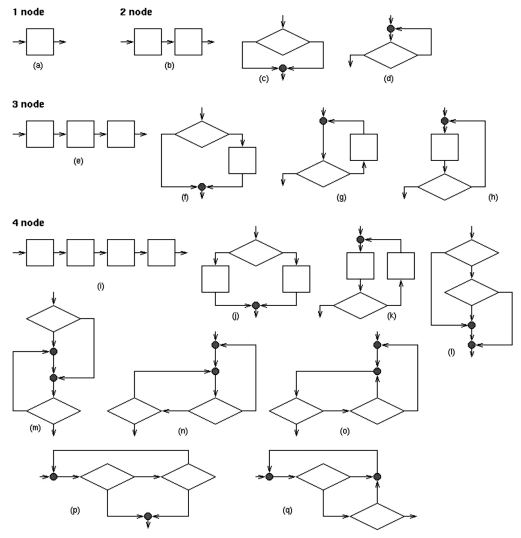 1 node
2 node
(a)
(b)
(c)
(d)
3 node
(e)
(f)
(g)
(h)
4 node
(i)
(j)
(k)
(l)
(m)
(n)
(o)
(p)
(q)